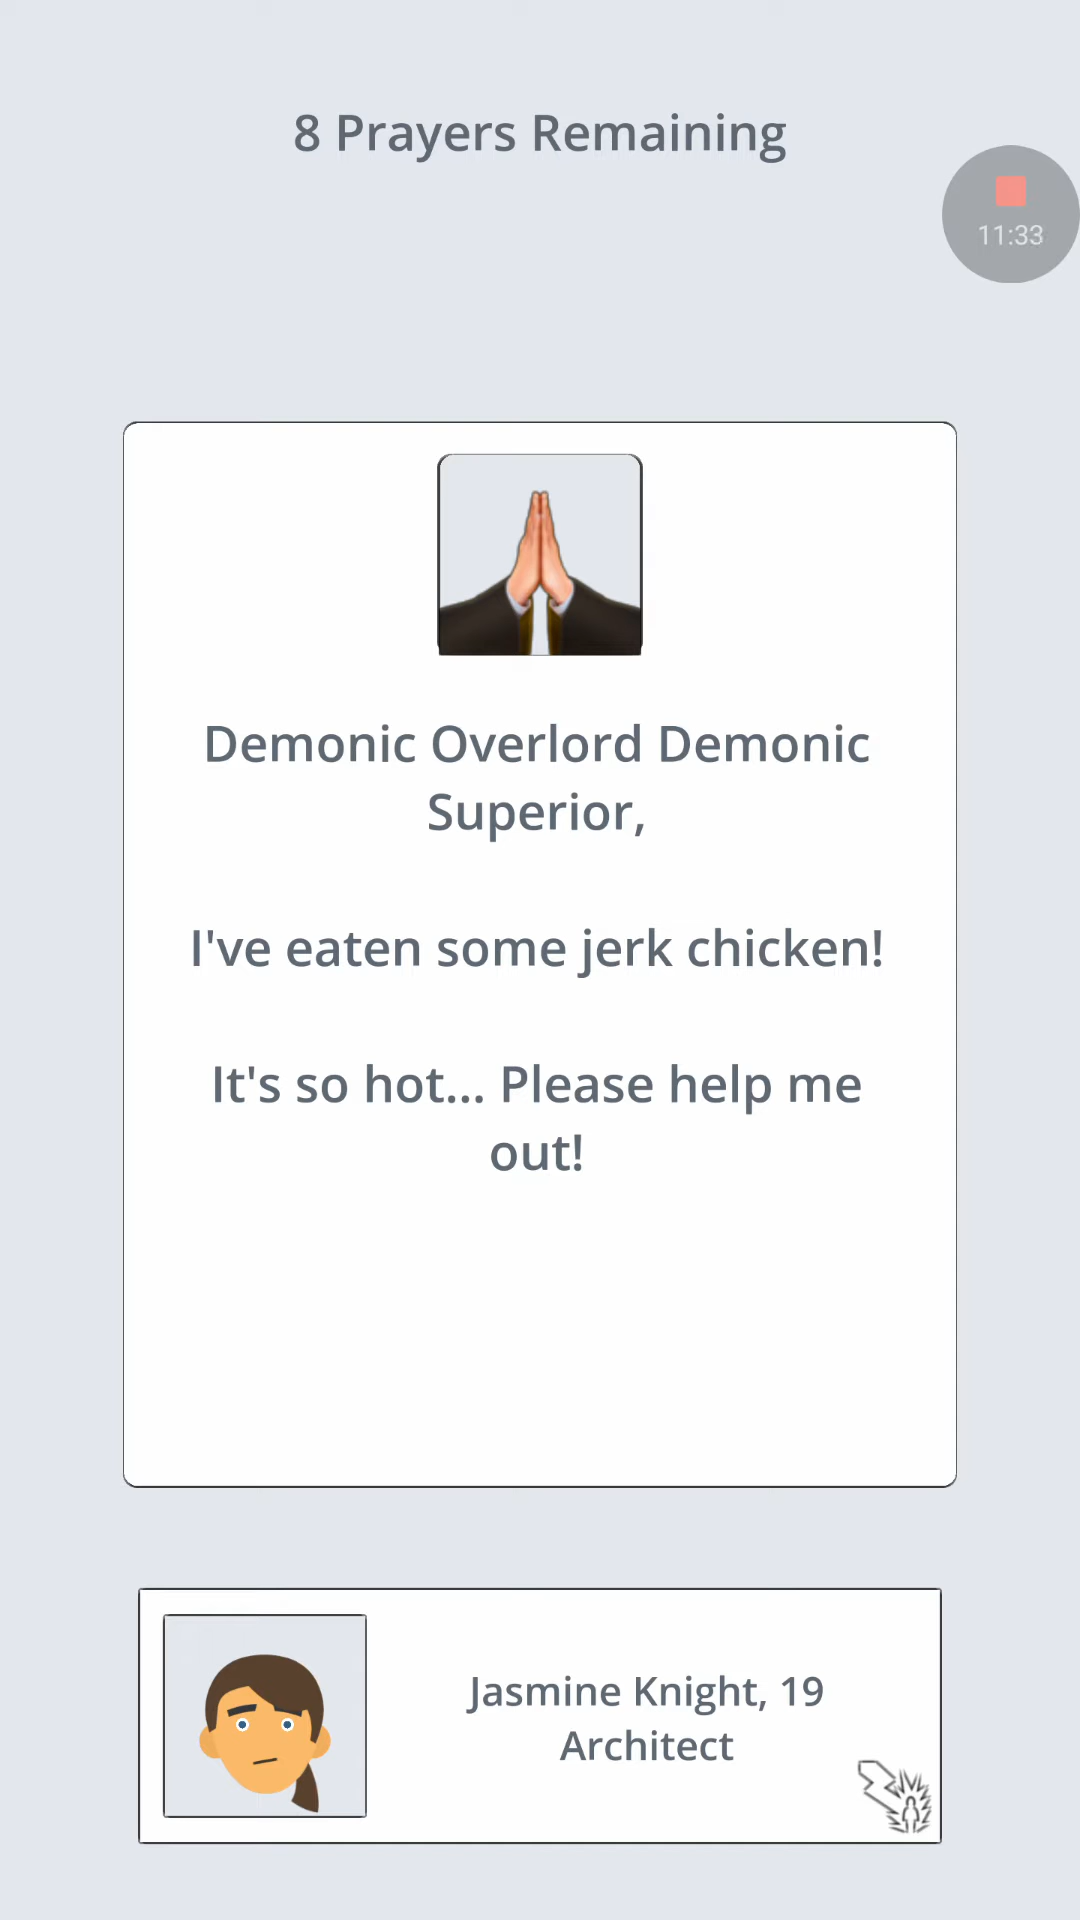 8 Prayers Remaining
11:33
Demonic Overlord Demonic
Superior,
I've eaten some jerk chicken!
It's so hot... Please help me
out!
Jasmine Knight, 19
Architect